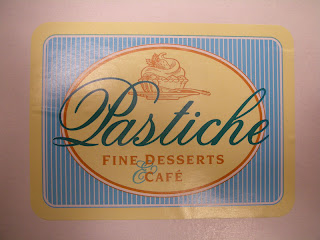 Pastiche
FINE DESSERTS
& CAFÉ